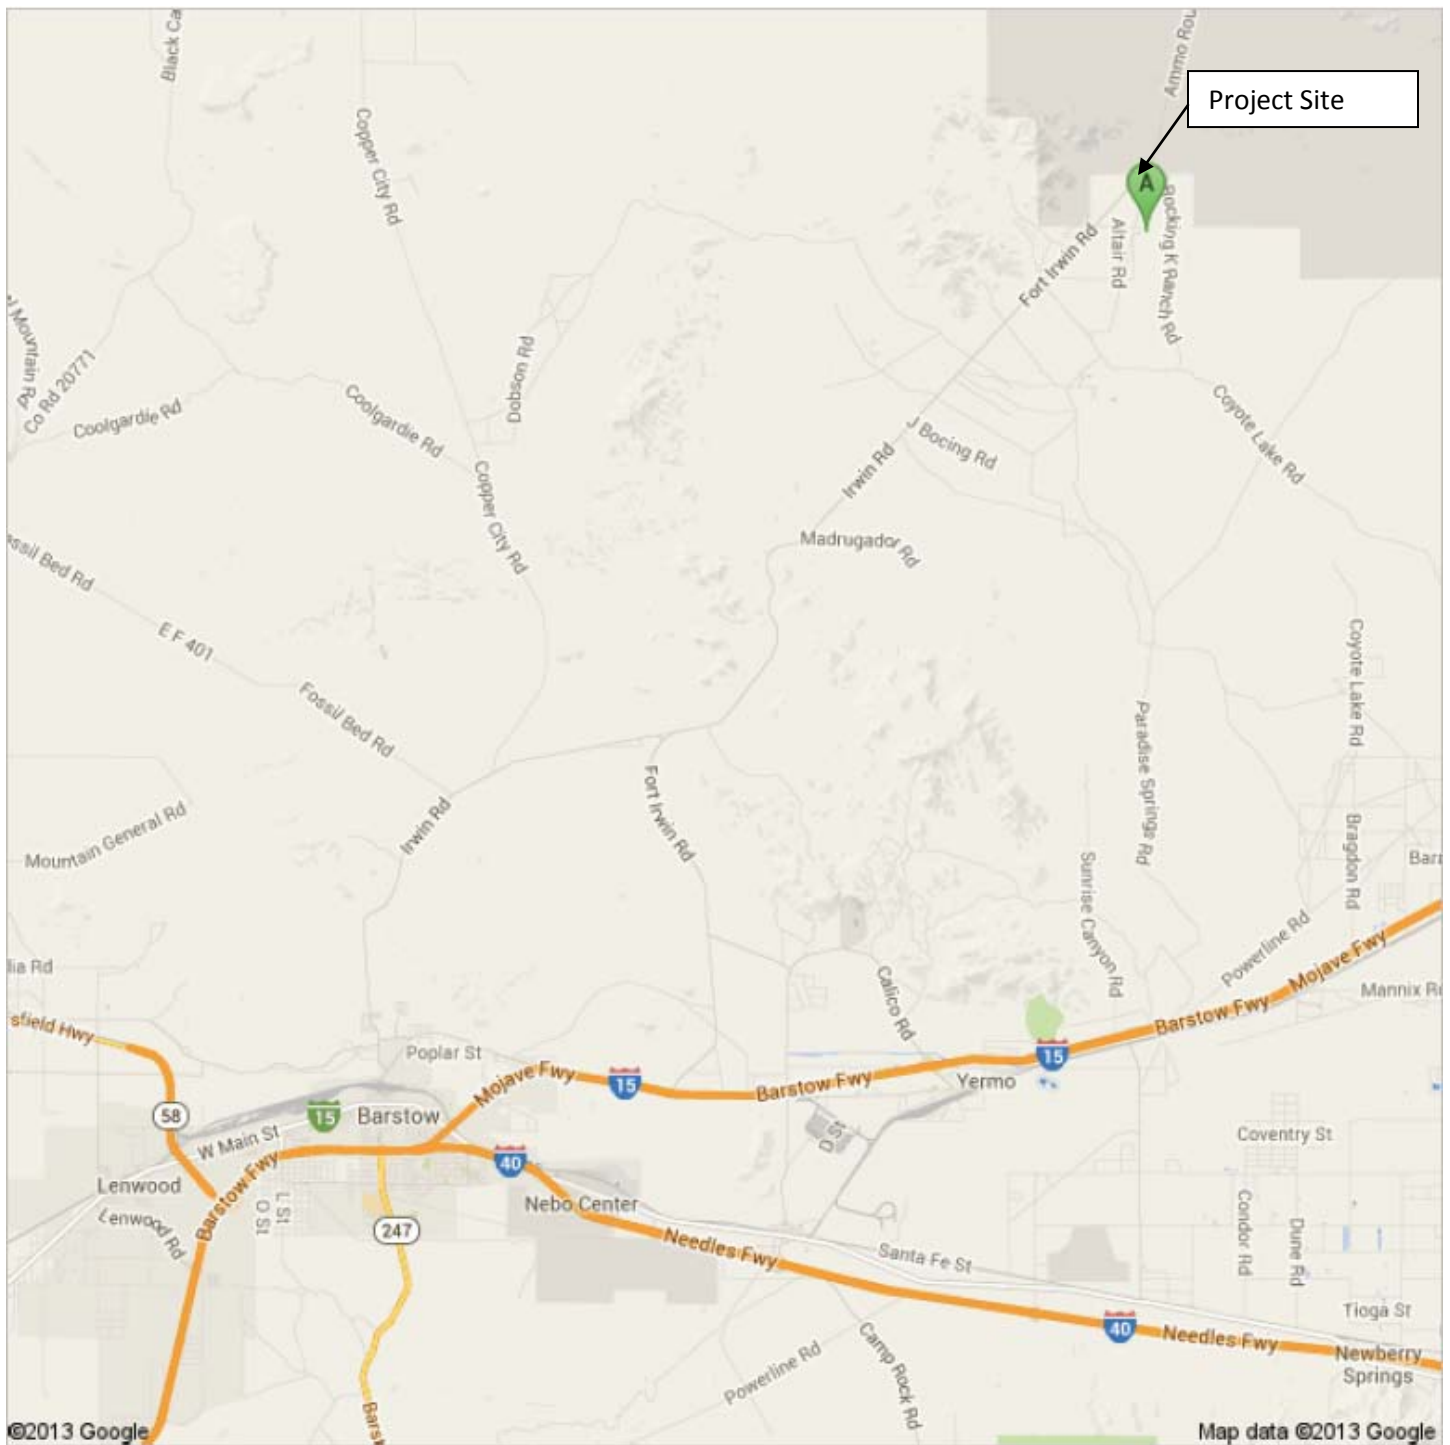 Black Ca
Ammo Rou
Project Site
A
Copper City Rd
Rocking K Ranch Rd
Altair Rd
Fort Irwin Rd
Mountain Rd
Co Rd 20771
Dobson Rd
Coolgardie Rd
Coolgardie Rd
Coyote Lake Rd
J Bocing Rd
Irwin Rd
Copper City Rd
Madrugador Rd
ossil Bed Rd
E F 401
Fossil Bed Rd
Coyote Lake Rd
Paradise Springs Rd
Fort Irwin Rd
Irwin Rd
Mountain General Rd
Bragdon Rd
Sunrise Canyon Rd
Powerline Rd
Mojave Fwy
lia Rd
Calico Rd
Mannix R
sfield Hwy
Barstow Fwy
Poplar St
15
Mojave Fwy
15
Barstow Fwy
Yermo
58
15
Barstow
W Main St
D St
Coventry St
40
Lenwood
Barstow Fwy
Nebo Center
L St
O St
Lenwood Rd
247
Needles Fwy
Santa Fe St
Condor Rd
Dune Rd
Tioga St
40
Needles Fwy
Newberry
Springs
Powerline Rd
Camp Rock Rd
Barst
©2013 Google
Map data ©2013 Google